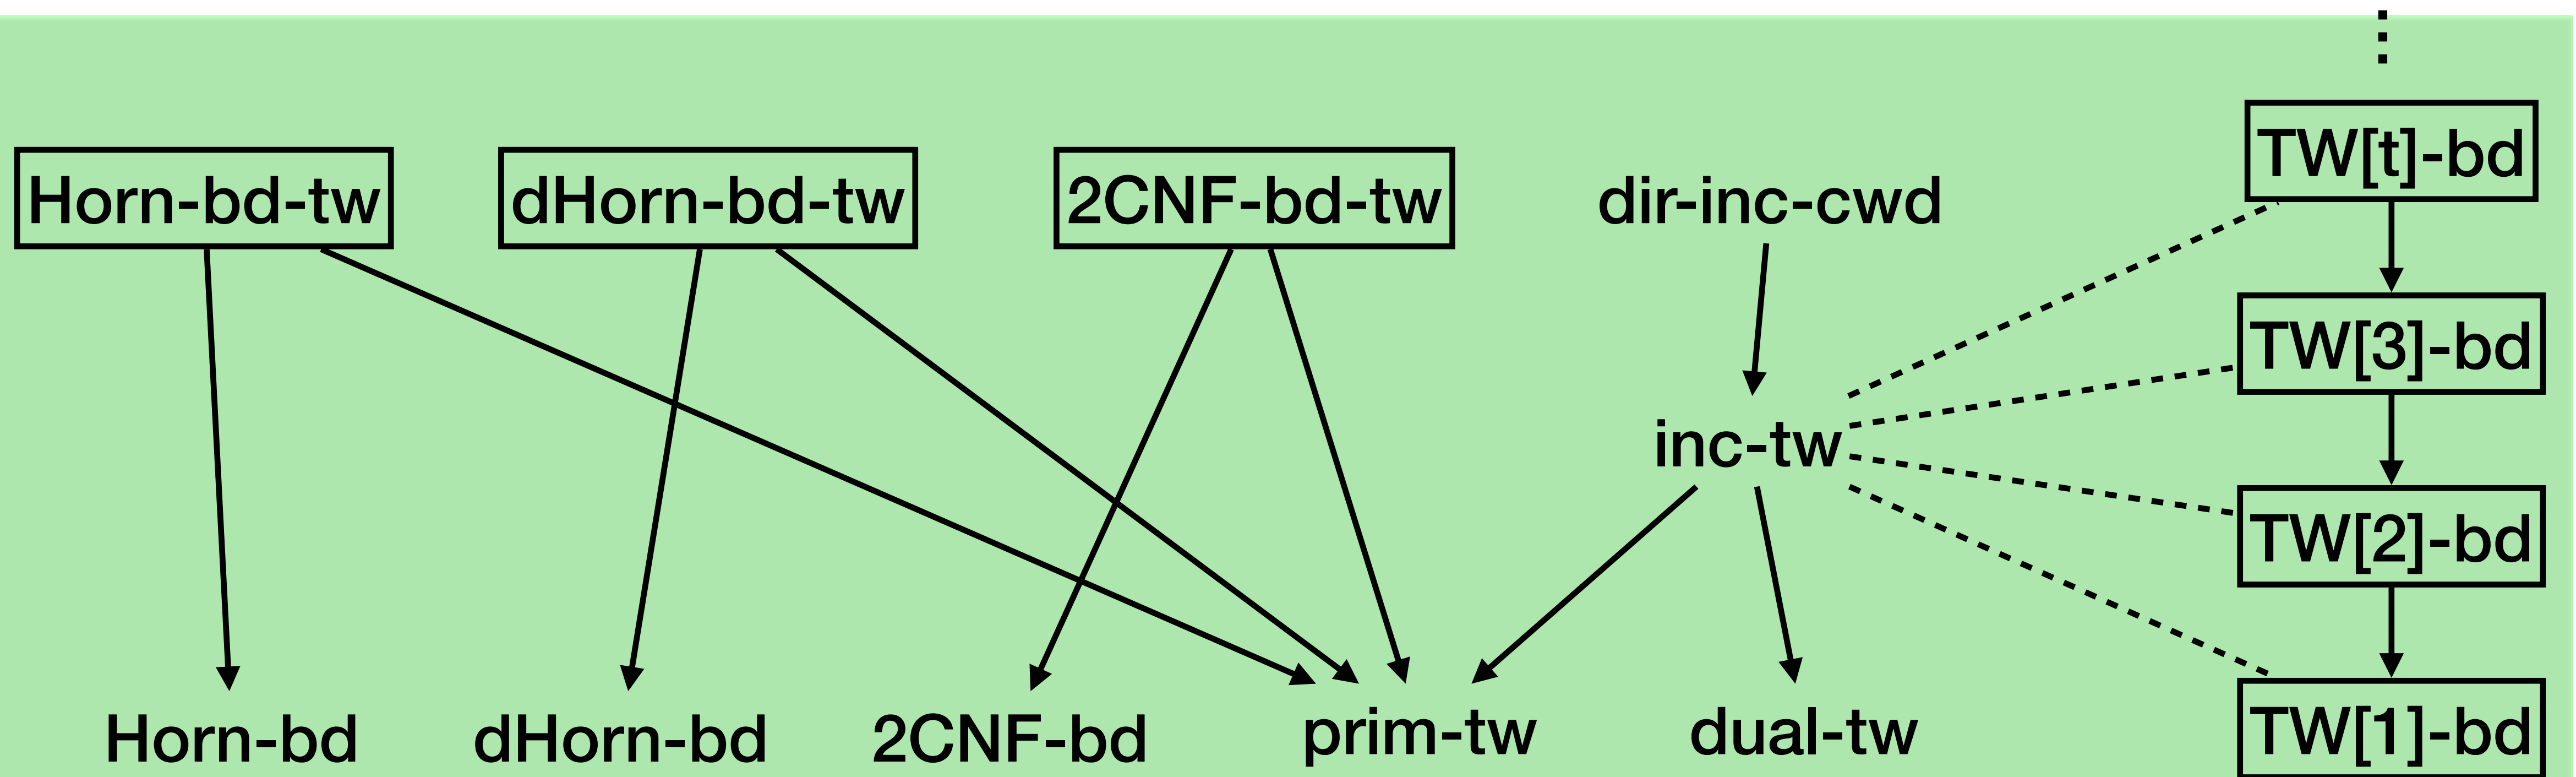 TW[t]-bd
Horn-bd-tw
dHorn-bd-tw
2CNF-bd-tw
dir-inc-cwd
TW[3]-bd
inc-tw
TW[2]-bd
Horn-bd
dHorn-bd
2CNF-bd
prim-tw
dual-tw
TW[1]-bd